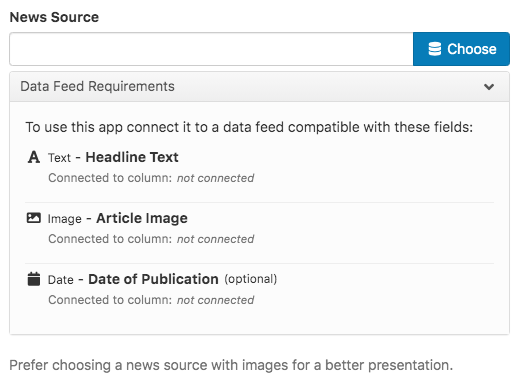 News Source
Choose
Data Feed Requirements
To use this app connect it to a data feed compatible with these fields:
Text - Headline Text
Connected to column: not connected
Image - Article Image
Connected to column: not connected
Date - Date of Publication (optional)
Connected to column: not connected
Prefer choosing a news source with images for a better presentation.